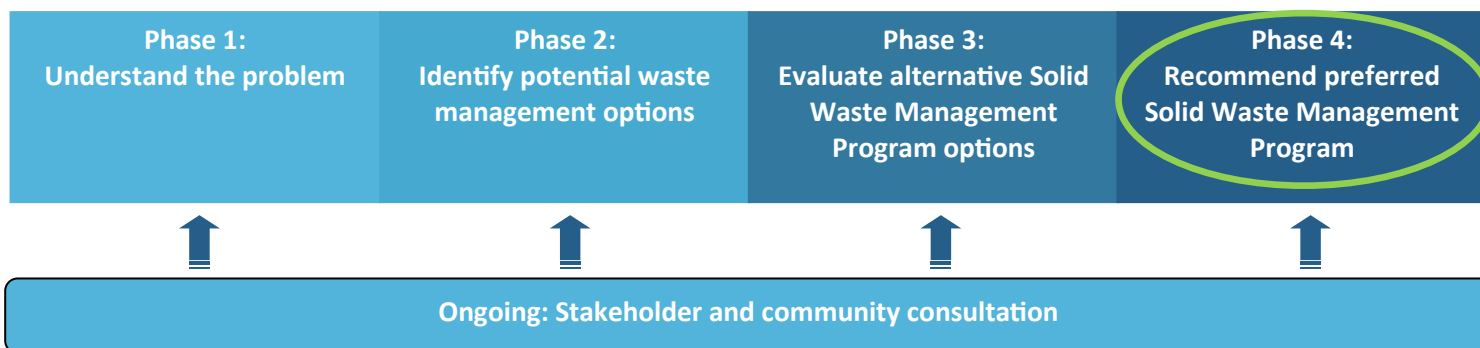 Phase 1:
Understand the problem
Phase 2:
Identify potential waste
management options
Phase 3:
Evaluate alternative Solid
Waste Management
Program options
Phase 4:
Recommend preferred
Solid Waste Management
Program
Ongoing: Stakeholder and community consultation